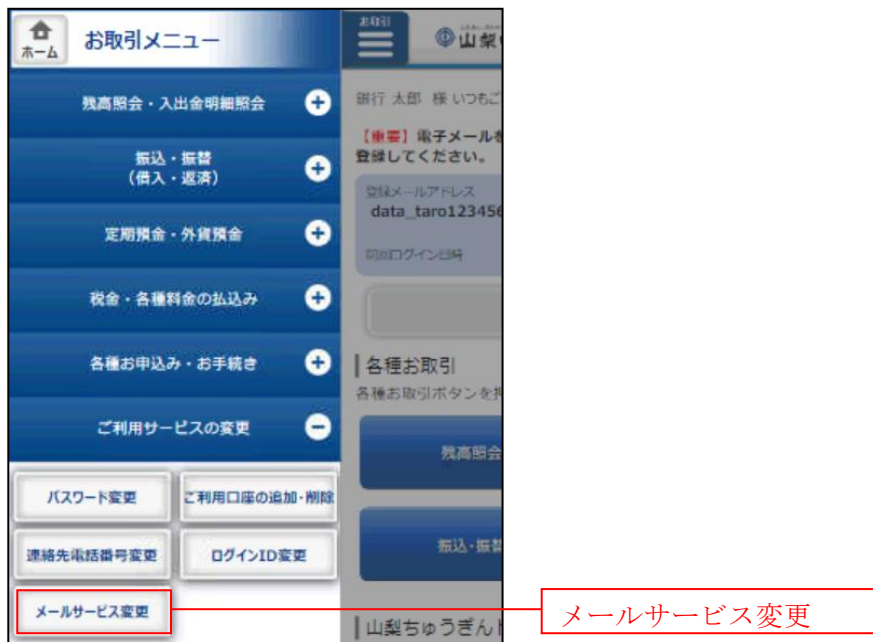 ホーム
お取引メニュー
残高照会・入出金明細照会
振込・振替
(借入・返済)
定期預金・外貨預金
税金・各種料金の払込み
各種お申込み・お手続き
ご利用サービスの変更
パスワード変更
ご利用口座の追加・削除
連絡先電話番号変更
ログインID変更
メールサービス変更
お取引
山梨
銀行 太郎 様 いつもご
【重要】電子メールを
登録してください。
登録メールアドレス
data_taro123456
前回ログイン日時
各種お取引
各種お取引ボタンを押
残高照会
振込・振替
山梨ちゅうぎん
メールサービス変更